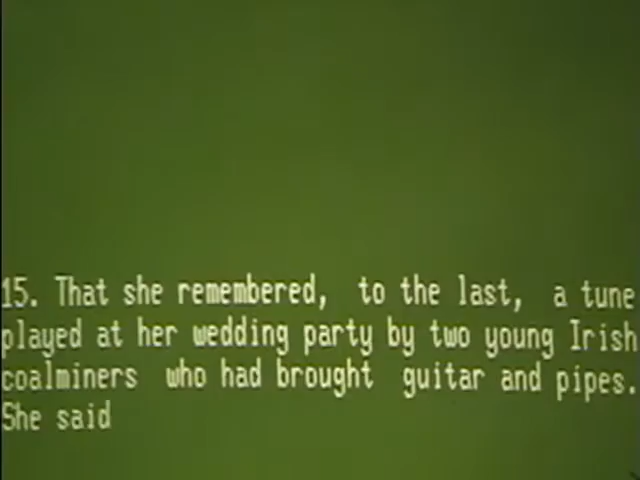 15. That she remembered, to the last, a tune
played at her wedding party by two young Irish
coalminers who had brought guitar and pipes.
She said